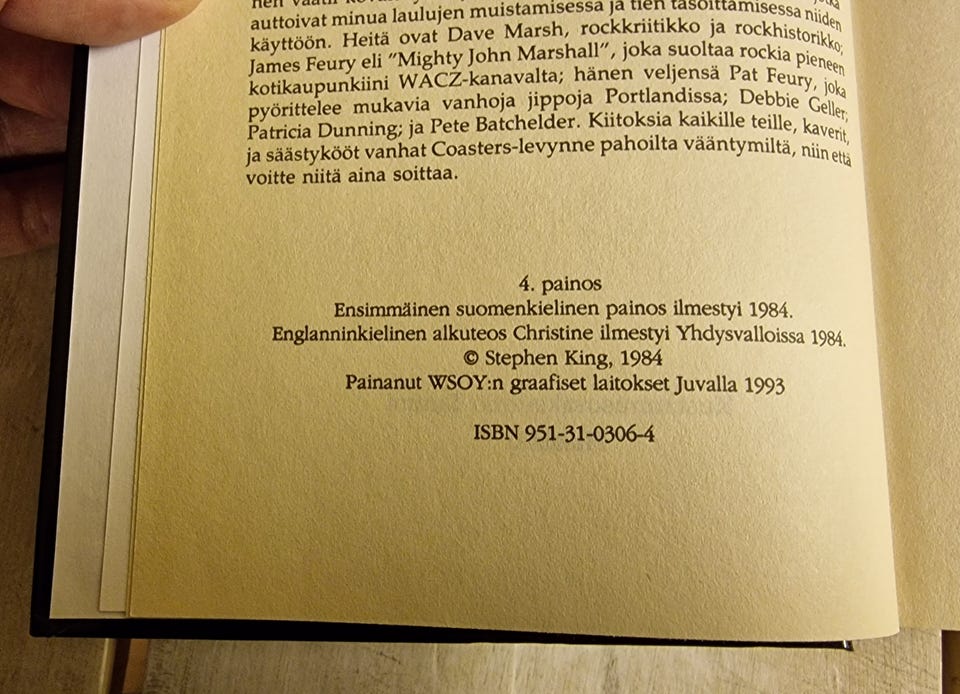 auttoivat minua laulujen muistamisessa ja tien tasoittamisessa niiden
käyttöön. Heitä ovat Dave Marsh, rockkriitikko ja rockhistorikko;
James Feury eli "Mighty John Marshall", joka suoltaa rockia pieneen
kotikaupunkiini WACZ-kanavalta; hänen veljensä Pat Feury, joka
pyörittelee mukavia vanhoja jippoja Portlandissa; Debbie Geller;
Patricia Dunning; ja Pete Batchelder. Kiitoksia kaikille teille, kaverit,
ja säästykööt vanhat Coasters-levynne pahoilta vääntymiltä, niin että
voitte niitä aina soittaa.
4. painos
Ensimmäinen suomenkielinen painos ilmestyi 1984.
Englanninkielinen alkuteos Christine ilmestyi Yhdysvalloissa 1984.
© Stephen King, 1984
Painanut WSOY:n graafiset laitokset Juvalla 1993
ISBN 951-31-0306-4